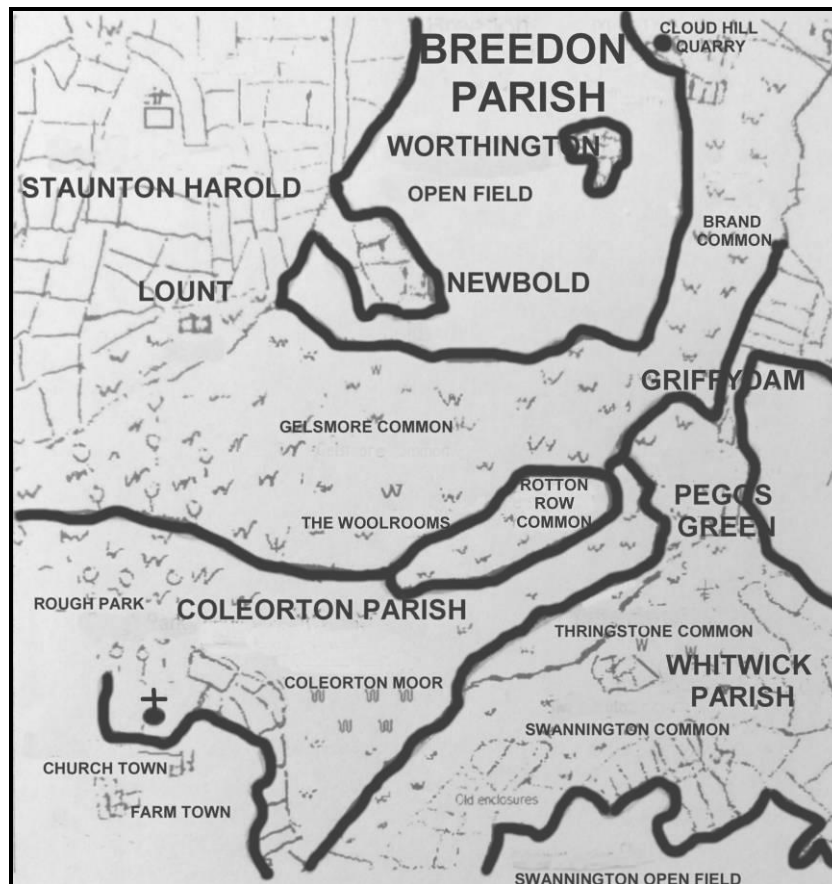 CLOUD HILL
QUARRY
BREEDON
PARISH
WORTHINGTON
STAUNTON HAROLD
OPEN FIELD
BRAND
COMMON
LOUNT
NEWBOLD
GRIFFYDAM
GELSMORE COMMON
ROTTON
ROW
COMMON
PEGGS
GREEN
THE WOOLROOMS
ROUGH PARK
COLEORTON PARISH
THRINGSTONE COMMON
COLEORTON MOOR
WHITWICK
PARISH
SWANNINGTON COMMON
CHURCH TOWN
Old enclosures
FARM TOWN
SWANNINGTON OPEN FIELD